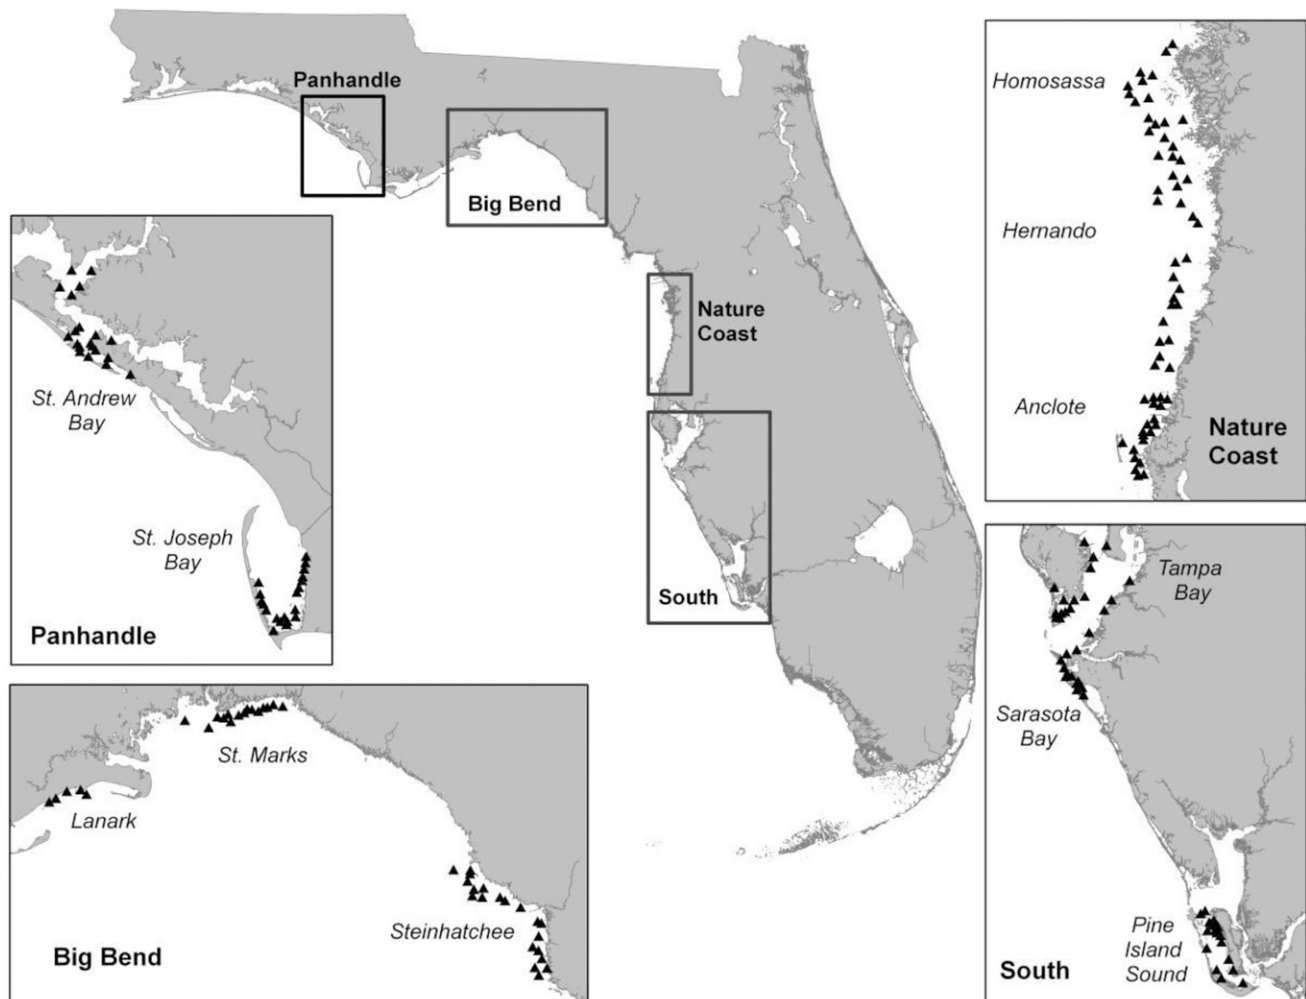 Panhandle
Big Bend
Nature
Coast
South
St. Andrew
Bay
St. Joseph
Bay
Panhandle
St. Marks
Lanark
Steinhatchee
Big Bend
Homosassa
Hernando
Anclote
Nature
Coast
Tampa
Bay
Sarasota
Bay
Pine
Island
Sound
South